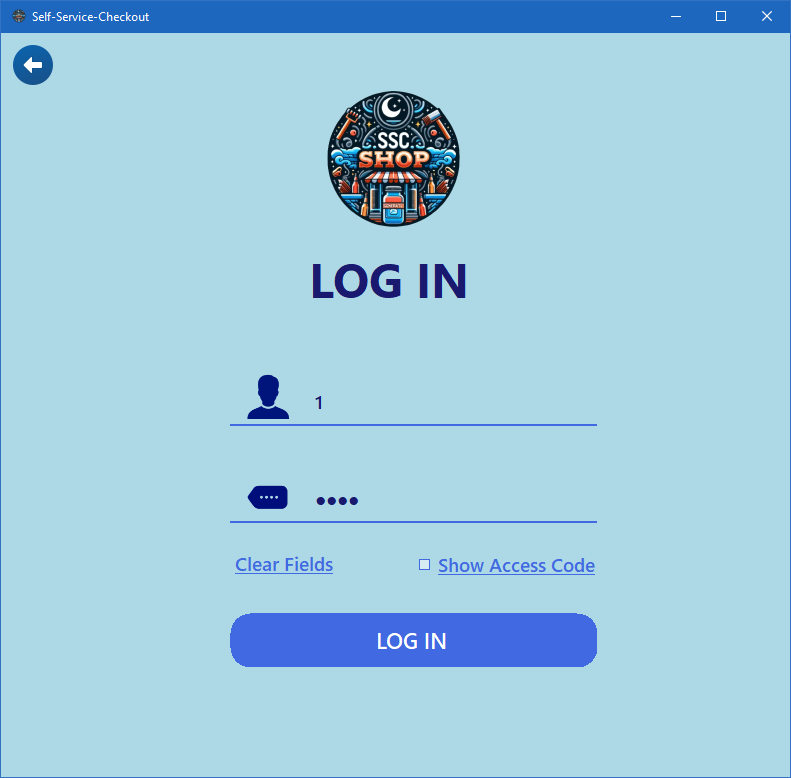 Self-Service-Checkout
SSC
SHOP
LOG IN
1
••••
Clear Fields
Show Access Code
LOG IN